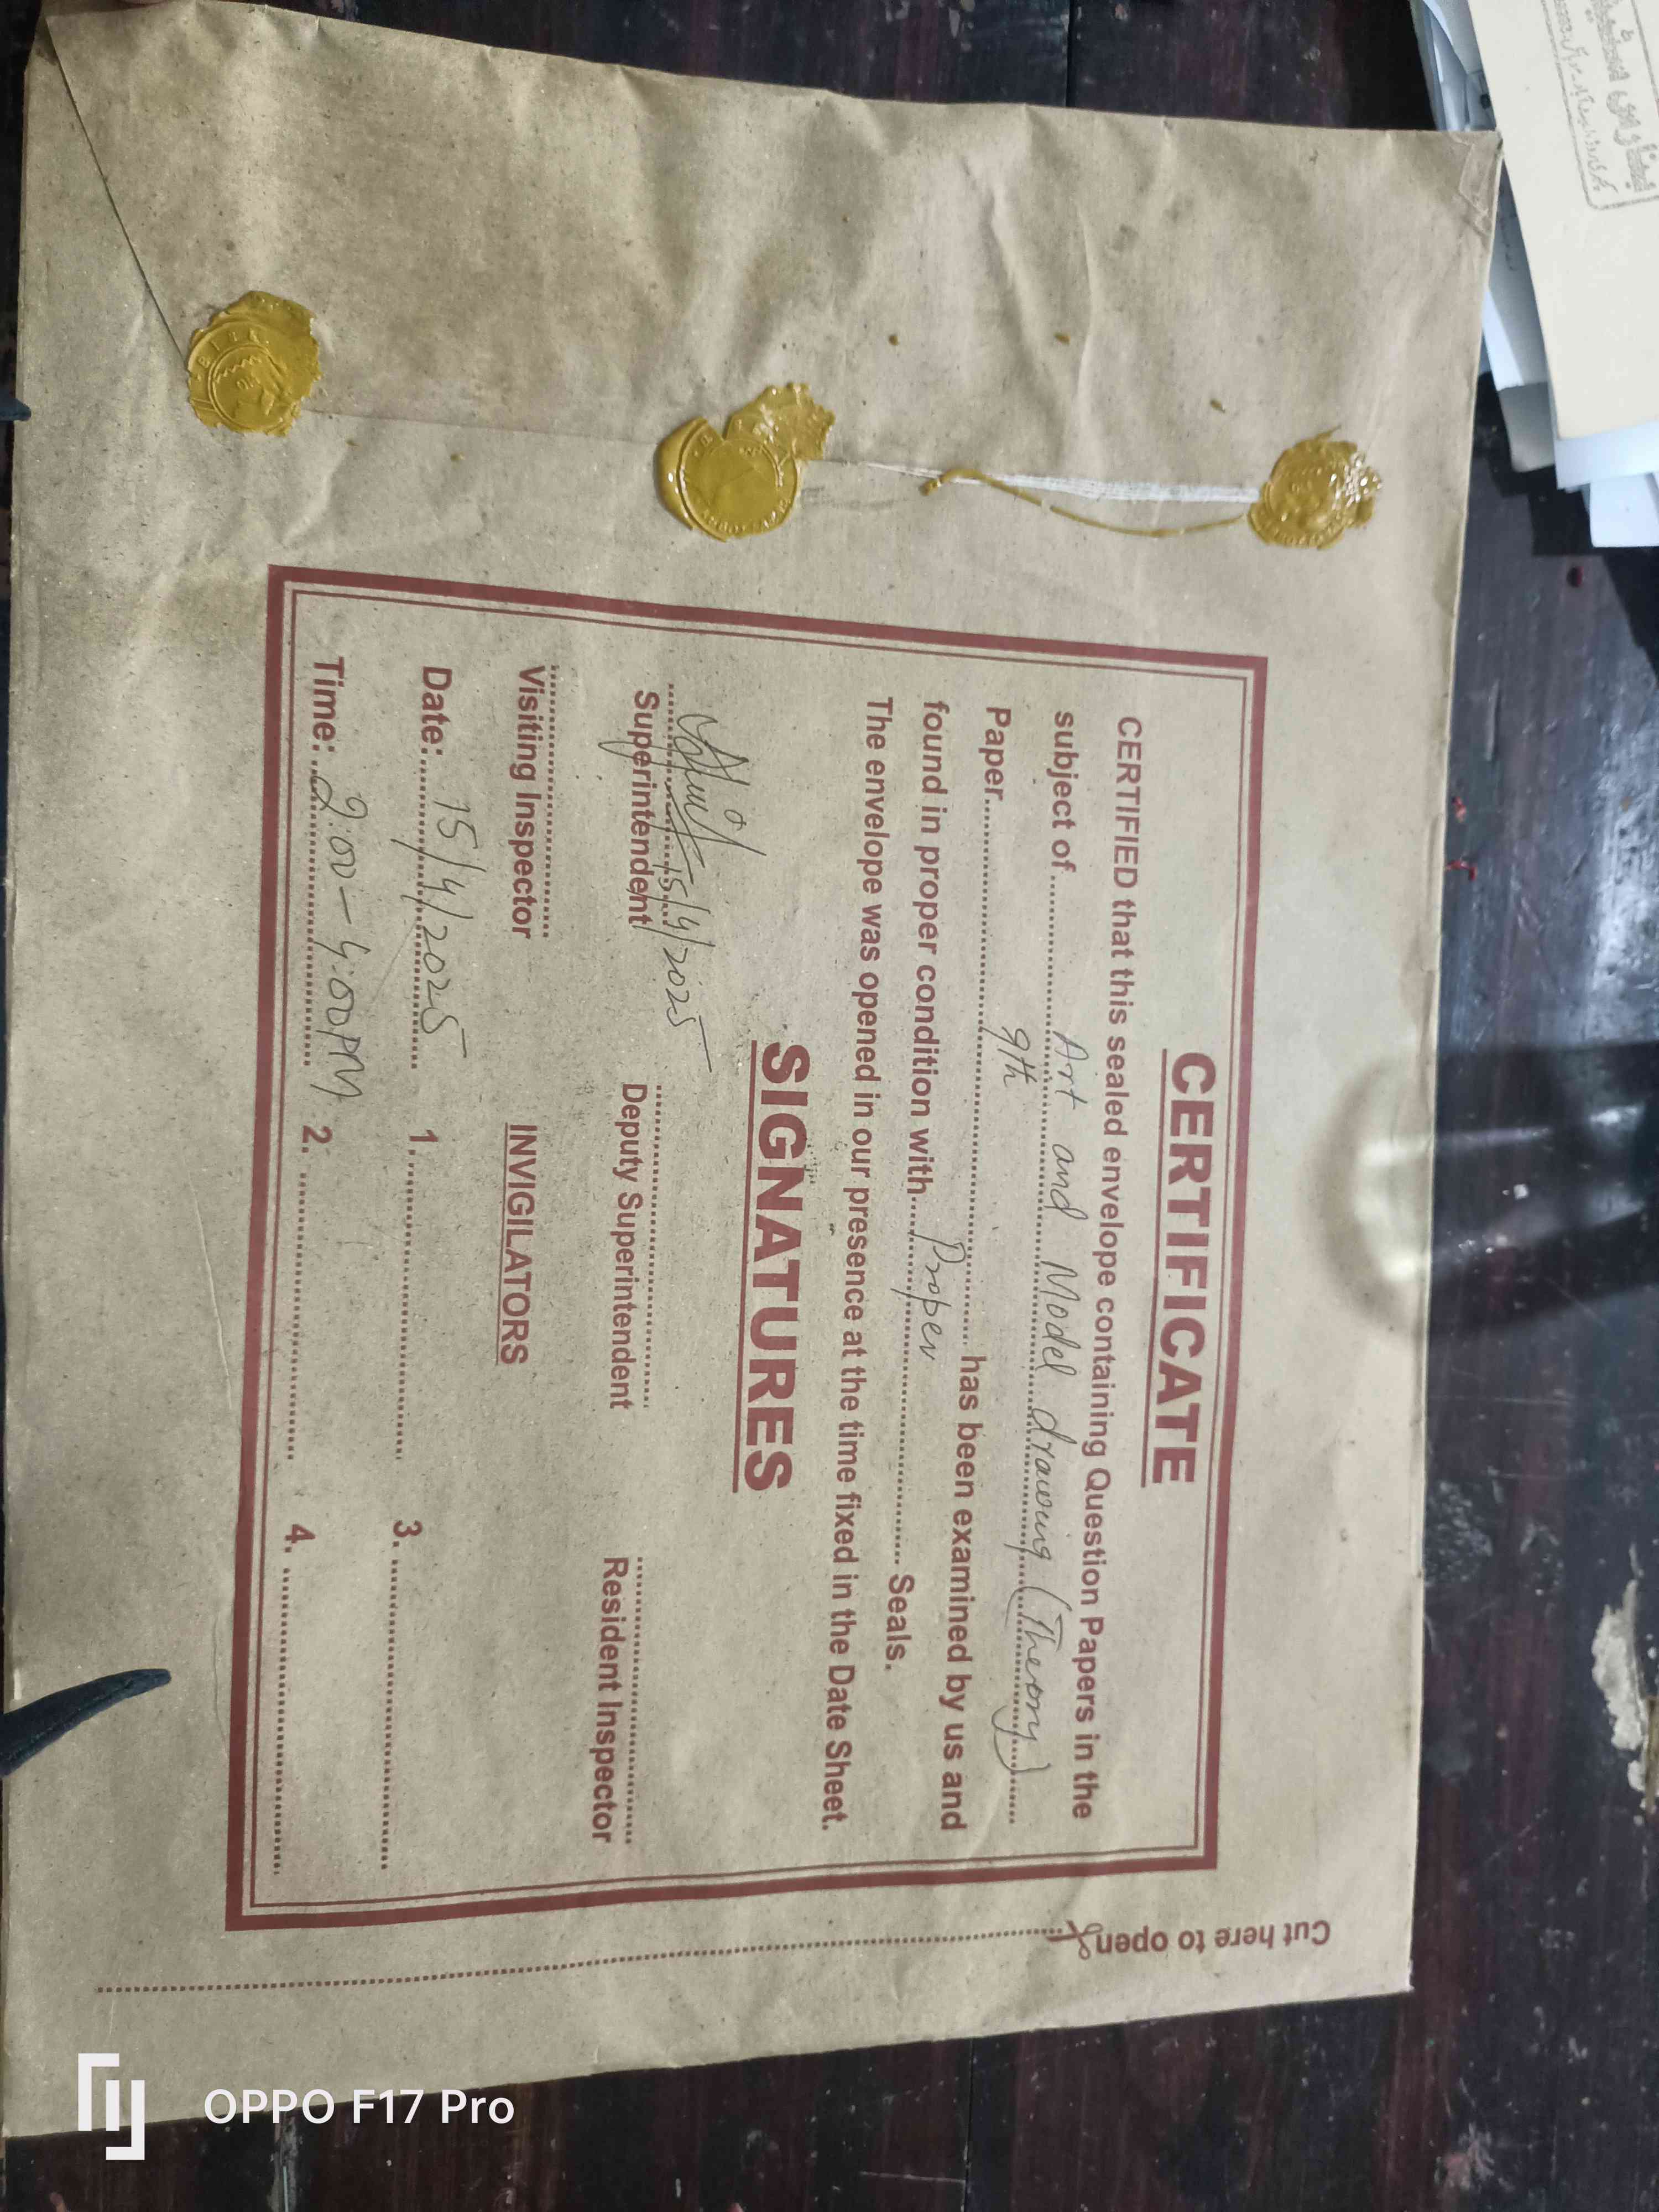 CERTIFICATE
CERTIFIED that this sealed envelope containing Question Papers in the
subject of Art and Model drawing (Theory)
Paper 9th has been examined by us and
found in proper condition with Proper Seals.
The envelope was opened in our presence at the time fixed in the Date Sheet.
SIGNATURES
15/4/2025
Superintendent Deputy Superintendent Resident Inspector
Visiting Inspector INVIGILATORS
Date: 15/4/2025 1. 3.
Time: 2:00 – 4:00 PM 2. 4.
Cut here to open
OPPO F17 Pro